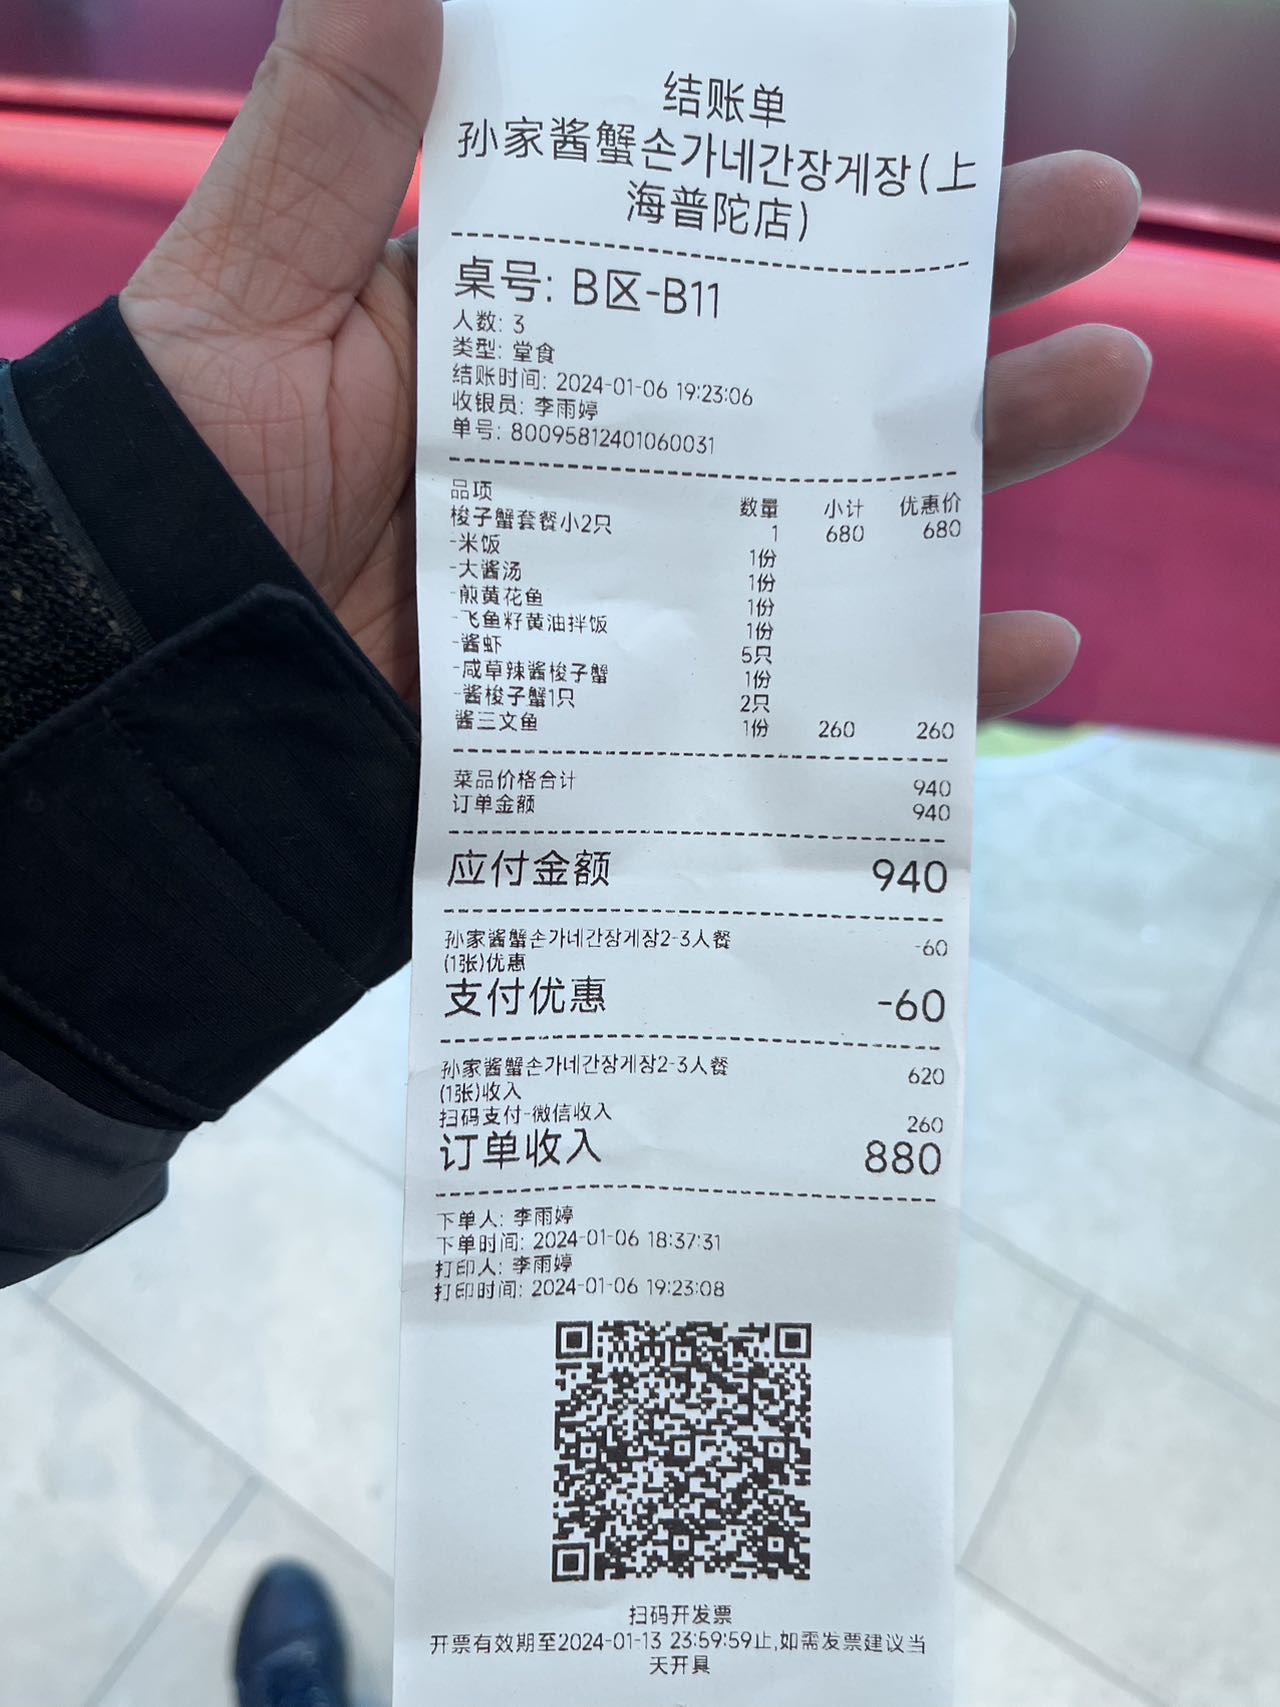 结账单
孙家酱蟹손가네간장게장(上
海普陀店)
桌号: B区-B11
人数: 3
类型: 堂食
结账时间: 2024-01-06 19:23:06
收银员: 李雨婷
单号: 80095812401060031
品项 数量 小计 优惠价
梭子蟹套餐小2只 1 680 680
-米饭 1份
-大酱汤 1份
-煎黄花鱼 1份
-飞鱼籽黄油拌饭 1份
-酱虾 5只
-咸草辣酱梭子蟹 1份
-酱梭子蟹1只 2只
酱三文鱼 1份 260 260
菜品价格合计 940
订单金额 940
应付金额 940
孙家酱蟹손가네간장게장2-3人餐 -60
(1张)优惠
支付优惠 -60
孙家酱蟹손가네간장게장2-3人餐 620
(1张)收入
扫码支付-微信收入 260
订单收入 880
下单人: 李雨婷
下单时间: 2024-01-06 18:37:31
打印人: 李雨婷
打印时间: 2024-01-06 19:23:08
扫码开发票
开票有效期至2024-01-13 23:59:59止,如需发票建议当
天开具